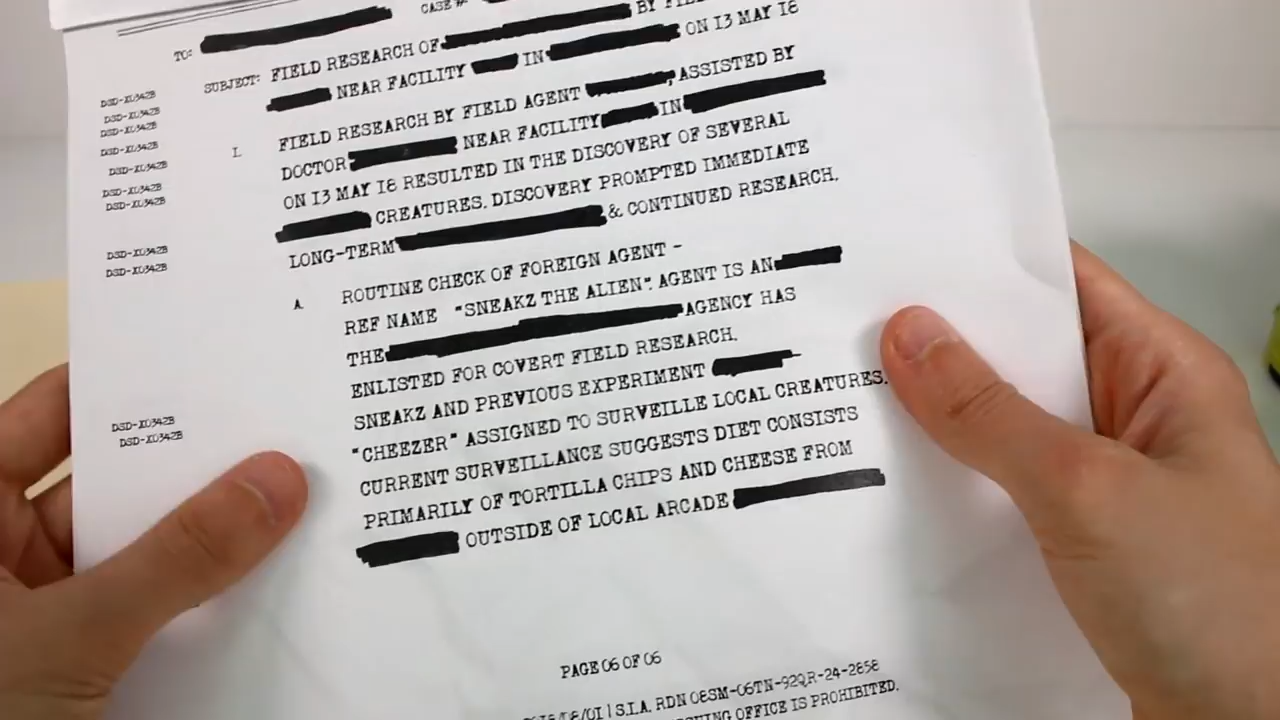 CASE #:
TO:
SUBJECT: FIELD RESEARCH OF BY
NEAR FACILITY IN ON 13 MAY 18
DSD-X0342B
DSD-X0342B
DSD-X0342B
DSD-X0342B
DSD-X0342B
DSD-X0342B
DSD-X0342B
DSD-X0342B
DSD-X0342B
DSD-X0342B
DSD-X0342B
I. FIELD RESEARCH BY FIELD AGENT , ASSISTED BY
DOCTOR NEAR FACILITY IN
ON 13 MAY 18 RESULTED IN THE DISCOVERY OF SEVERAL
CREATURES. DISCOVERY PROMPTED IMMEDIATE
LONG-TERM & CONTINUED RESEARCH.
A. ROUTINE CHECK OF FOREIGN AGENT -
REF NAME "SNEAKZ THE ALIEN". AGENT IS AN
THE AGENCY HAS
ENLISTED FOR COVERT FIELD RESEARCH.
SNEAKZ AND PREVIOUS EXPERIMENT
"CHEEZER" ASSIGNED TO SURVEILLE LOCAL CREATURES.
CURRENT SURVEILLANCE SUGGESTS DIET CONSISTS
PRIMARILY OF TORTILLA CHIPS AND CHEESE FROM
OUTSIDE OF LOCAL ARCADE
PAGE 06 OF 06
/08/01 | S.I.A. RDN 08SM-06TN-92QR-24-2858
OFFICE IS PROHIBITED.